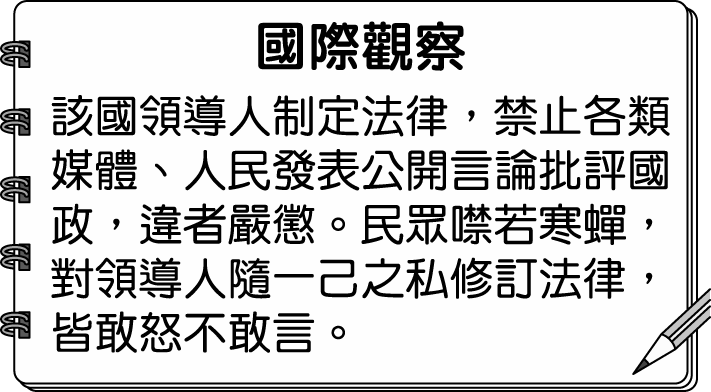 國際觀察
該國領導人制定法律，禁止各類
媒體、人民發表公開言論批評國
政，違者嚴懲。民眾噤若寒蟬，
對領導人隨一己之私修訂法律，
皆敢怒不敢言。